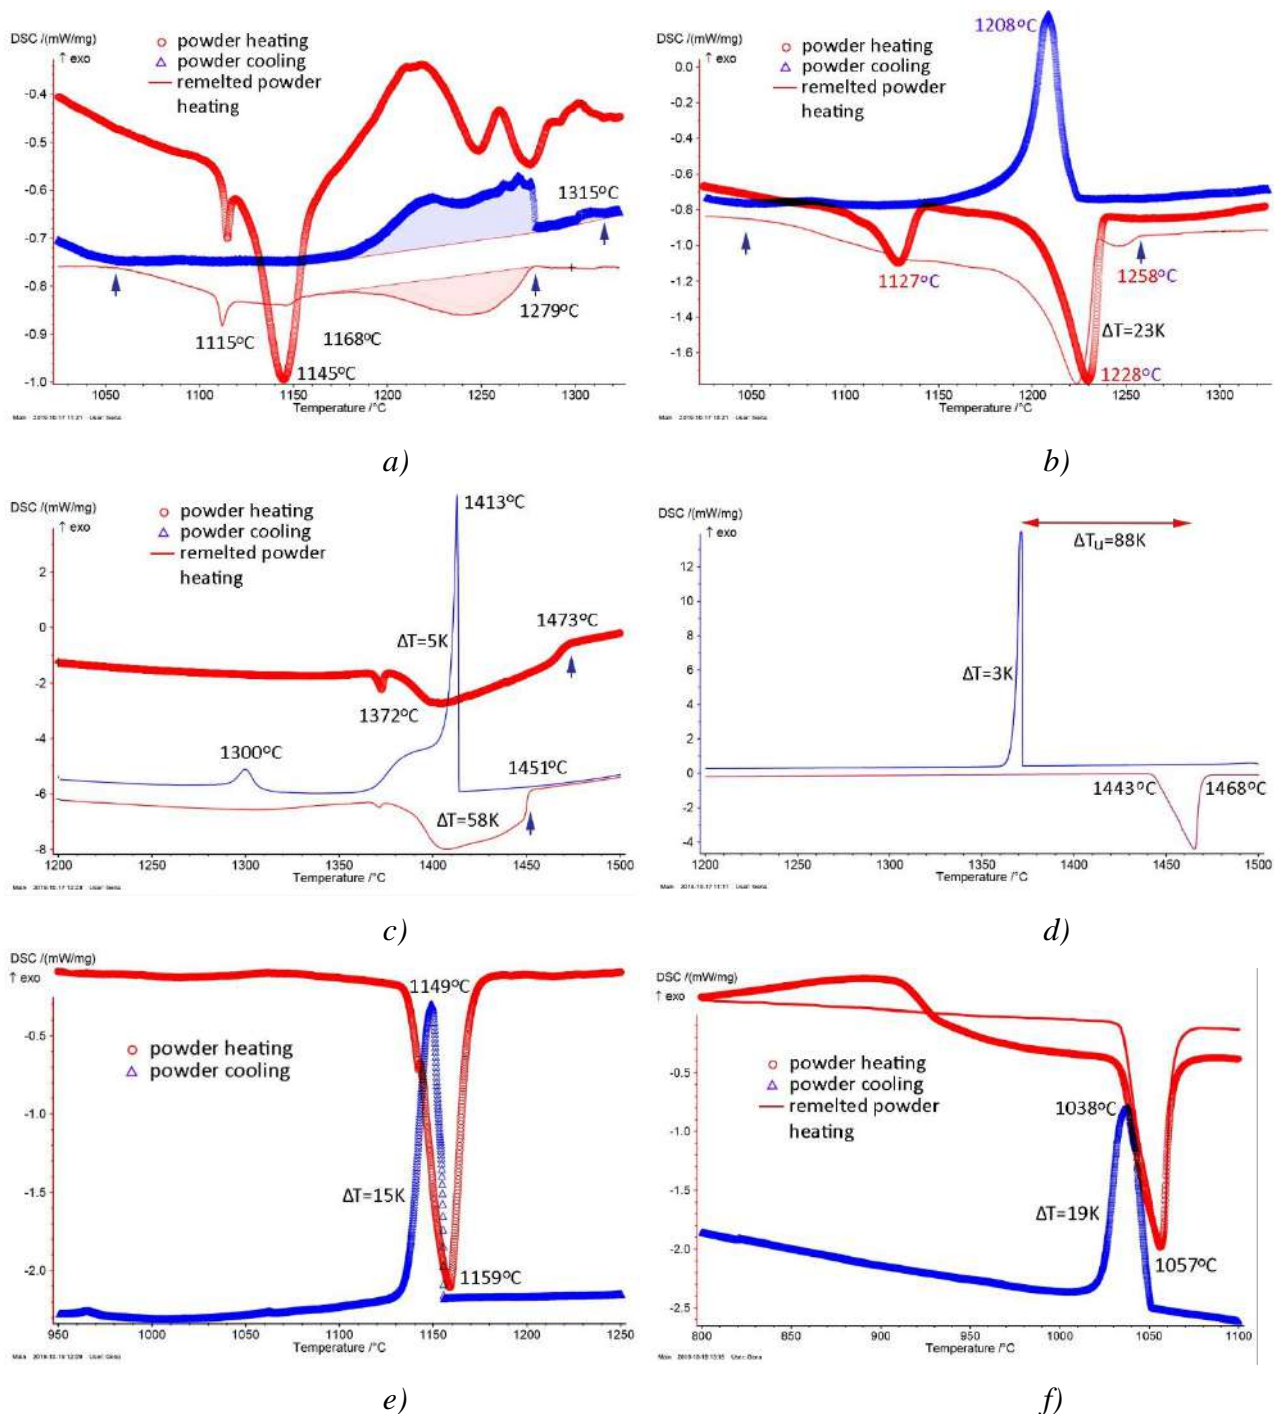 DSC /(mW/mg)
↑ exo
powder heating
powder cooling
remelted powder
heating
-0.4
-0.5
-0.6
-0.7
-0.8
-0.9
-1.0
1315°C
1279°C
1115°C
1168°C
1145°C
1050 1100 1150 1200 1250 1300
Temperature /°C
a)
DSC /(mW/mg)
↑ exo
1208°C
powder heating
powder cooling
remelted powder
heating
0.0
-0.2
-0.4
-0.6
-0.8
-1.0
-1.2
-1.4
-1.6
1127°C
1258°C
ΔT=23K
1228°C
1050 1100 1150 1200 1250 1300
Temperature /°C
b)
DSC /(mW/mg)
↑ exo
powder heating
powder cooling
remelted powder
heating
1413°C
2
0
-2
-4
-6
-8
ΔT=5K
1473°C
1372°C
1300°C
1451°C
ΔT=58K
1200 1250 1300 1350 1400 1450 1500
Temperature /°C
c)
DSC /(mW/mg)
↑ exo
ΔTu=88K
12
10
8
6
4
2
0
-2
-4
ΔT=3K
1443°C
1468°C
1200 1250 1300 1350 1400 1450 1500
Temperature /°C
d)
DSC /(mW/mg)
↑ exo
1149°C
powder heating
powder cooling
-0.5
-1.0
-1.5
-2.0
ΔT=15K
1159°C
950 1000 1050 1100 1150 1200 1250
Temperature /°C
e)
DSC /(mW/mg)
↑ exo
powder heating
powder cooling
remelted powder
heating
-0.5
-1.0
-1.5
-2.0
-2.5
1038°C
ΔT=19K
1057°C
800 850 900 950 1000 1050 1100
Temperature /°C
f)